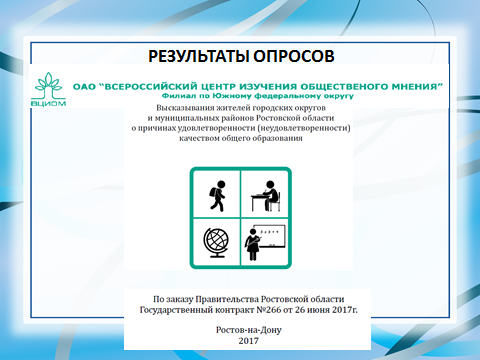 РЕЗУЛЬТАТЫ ОПРОСОВ
ВЦИОМ
ОАО "ВСЕРОССИЙСКИЙ ЦЕНТР ИЗУЧЕНИЯ ОБЩЕСТВЕНОГО МНЕНИЯ"
Филиал по Южному федеральному округу
Высказывания жителей городских округов
и муниципальных районов Ростовской области
о причинах удовлетворенности (неудовлетворенности)
качеством общего образования
По заказу Правительства Ростовской области
Государственный контракт №266 от 26 июня 2017г.
Ростов-на-Дону
2017